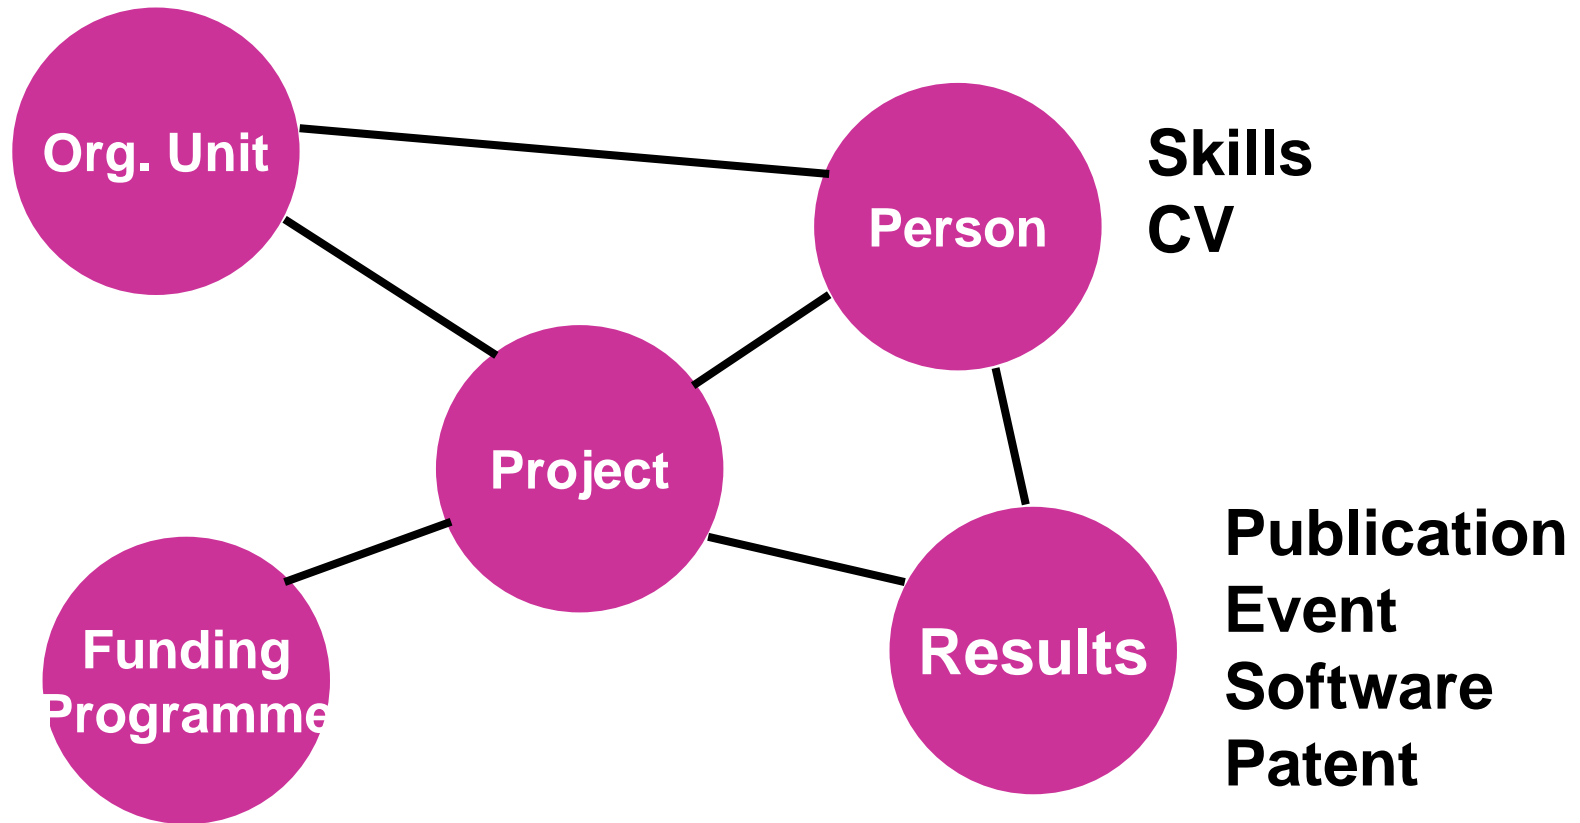 Org. Unit
Person
Skills
CV
Project
Funding
Programme
Results
Publication
Event
Software
Patent